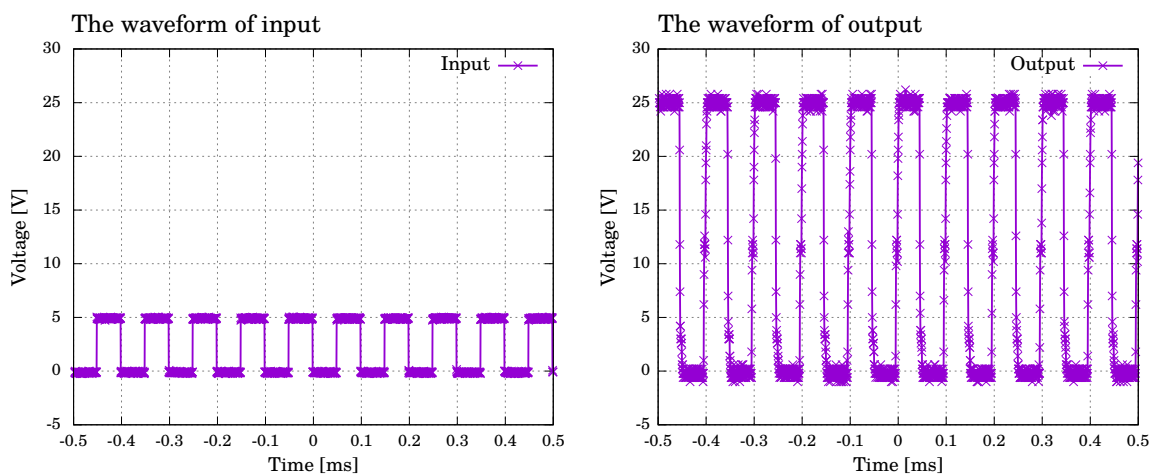 The waveform of input
30
25
20
15
10
5
0
-5
Voltage [V]
Input
-0.5 -0.4 -0.3 -0.2 -0.1 0 0.1 0.2 0.3 0.4 0.5
Time [ms]
The waveform of output
30
25
20
15
10
5
0
-5
Voltage [V]
Output
-0.5 -0.4 -0.3 -0.2 -0.1 0 0.1 0.2 0.3 0.4 0.5
Time [ms]